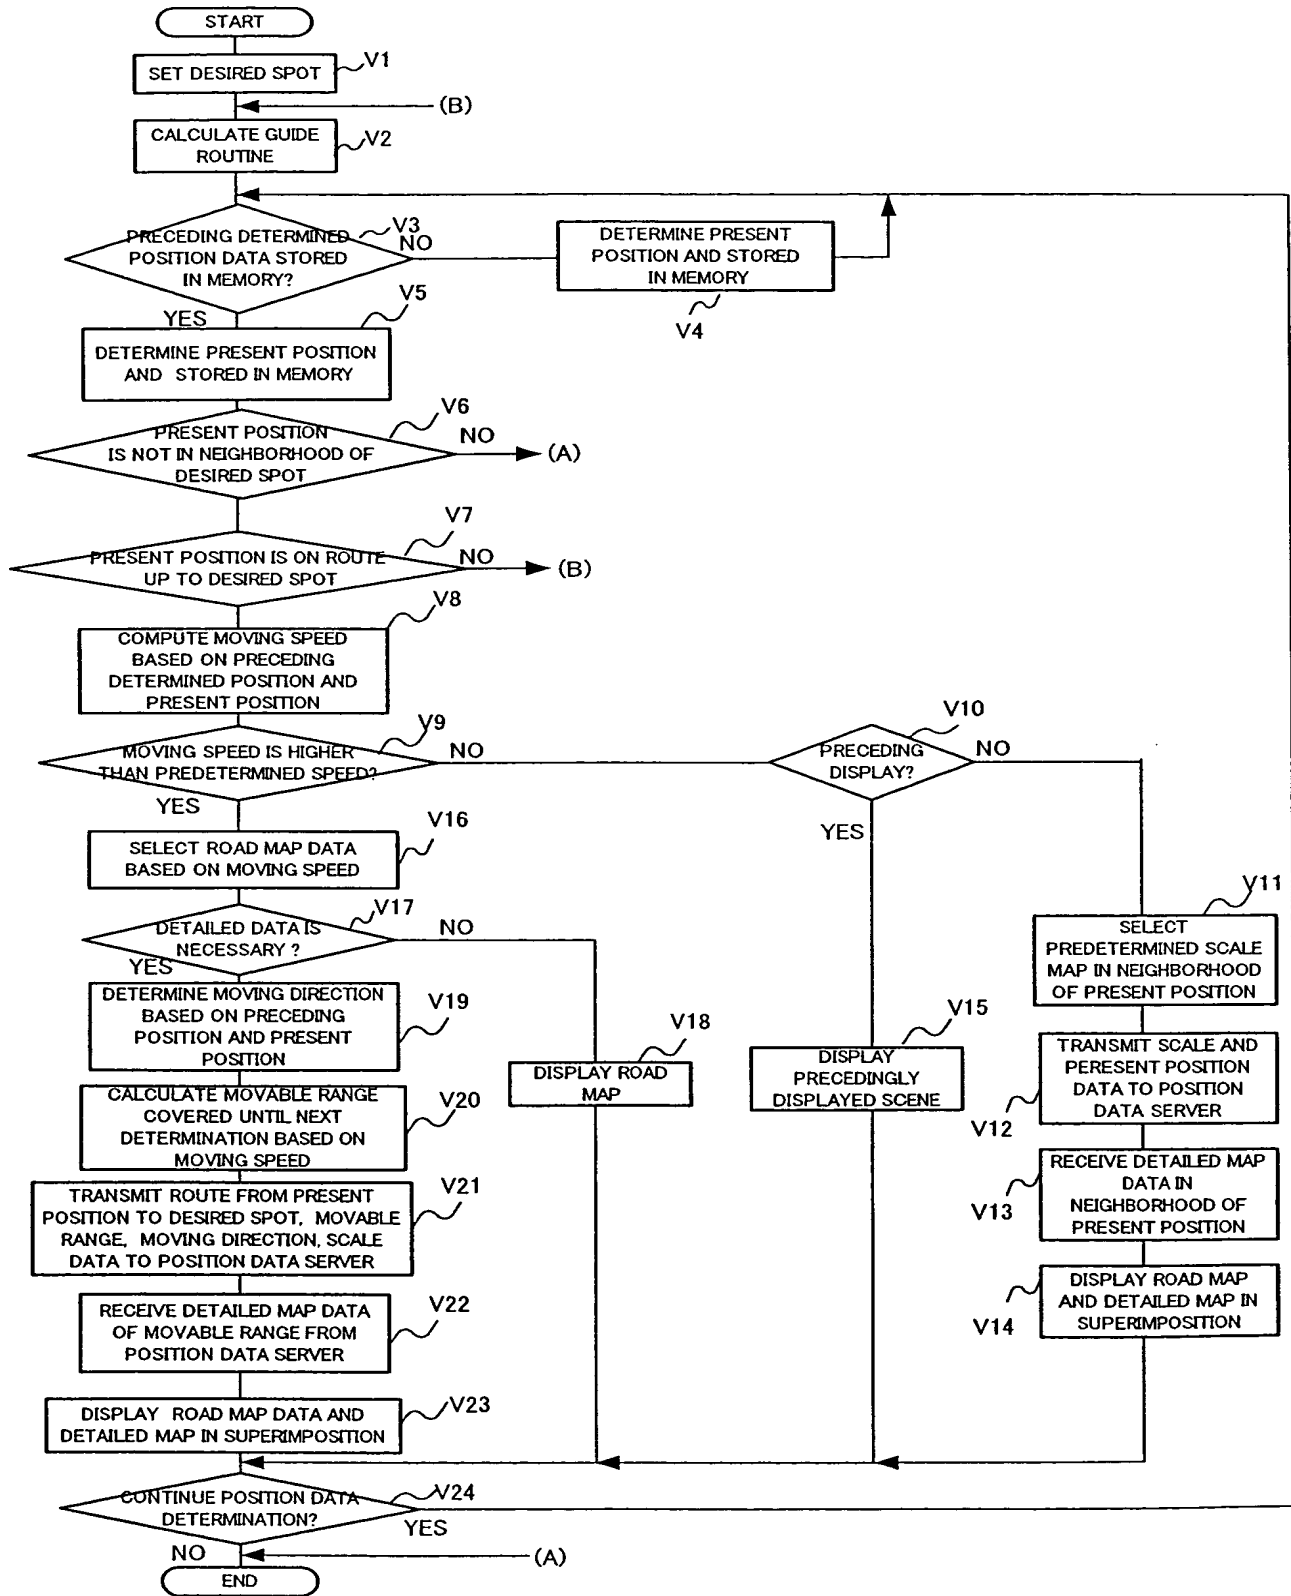 START
V1
SET DESIRED SPOT
(B)
CALCULATE GUIDE
ROUTINE
V2
V3
PRECEDING DETERMINED
POSITION DATA STORED
IN MEMORY?
NO
DETERMINE PRESENT
POSITION AND STORED
IN MEMORY
V4
YES
V5
DETERMINE PRESENT POSITION
AND STORED IN MEMORY
V6
PRESENT POSITION
IS NOT IN NEIGHBORHOOD OF
DESIRED SPOT
NO
(A)
V7
PRESENT POSITION IS ON ROUTE
UP TO DESIRED SPOT
NO
(B)
V8
COMPUTE MOVING SPEED
BASED ON PRECEDING
DETERMINED POSITION AND
PRESENT POSITION
V9
MOVING SPEED IS HIGHER
THAN PREDETERMINED SPEED?
NO
YES
V10
PRECEDING
DISPLAY?
NO
YES
V16
SELECT ROAD MAP DATA
BASED ON MOVING SPEED
V11
SELECT
PREDETERMINED SCALE
MAP IN NEIGHBORHOOD
OF PRESENT POSITION
V17
DETAILED DATA IS
NECESSARY ?
NO
YES
DETERMINE MOVING DIRECTION
BASED ON PRECEDING
POSITION AND PRESENT
POSITION
V19
V18
DISPLAY ROAD
MAP
V15
DISPLAY
PRECEDINGLY
DISPLAYED SCENE
TRANSMIT SCALE AND
PERESENT POSITION
DATA TO POSITION
DATA SERVER
V12
CALCULATE MOVABLE RANGE
COVERED UNTIL NEXT
DETERMINATION BASED ON
MOVING SPEED
V20
RECEIVE DETAILED MAP
DATA IN
NEIGHBORHOOD OF
PRESENT POSITION
V13
TRANSMIT ROUTE FROM PRESENT
POSITION TO DESIRED SPOT, MOVABLE
RANGE, MOVING DIRECTION, SCALE
DATA TO POSITION DATA SERVER
V21
DISPLAY ROAD MAP
AND DETAILED MAP IN
SUPERIMPOSITION
V14
RECEIVE DETAILED MAP DATA
OF MOVABLE RANGE FROM
POSITION DATA SERVER
V22
DISPLAY ROAD MAP DATA AND
DETAILED MAP IN SUPERIMPOSITION
V23
CONTINUE POSITION DATA
DETERMINATION?
V24
YES
NO
(A)
END